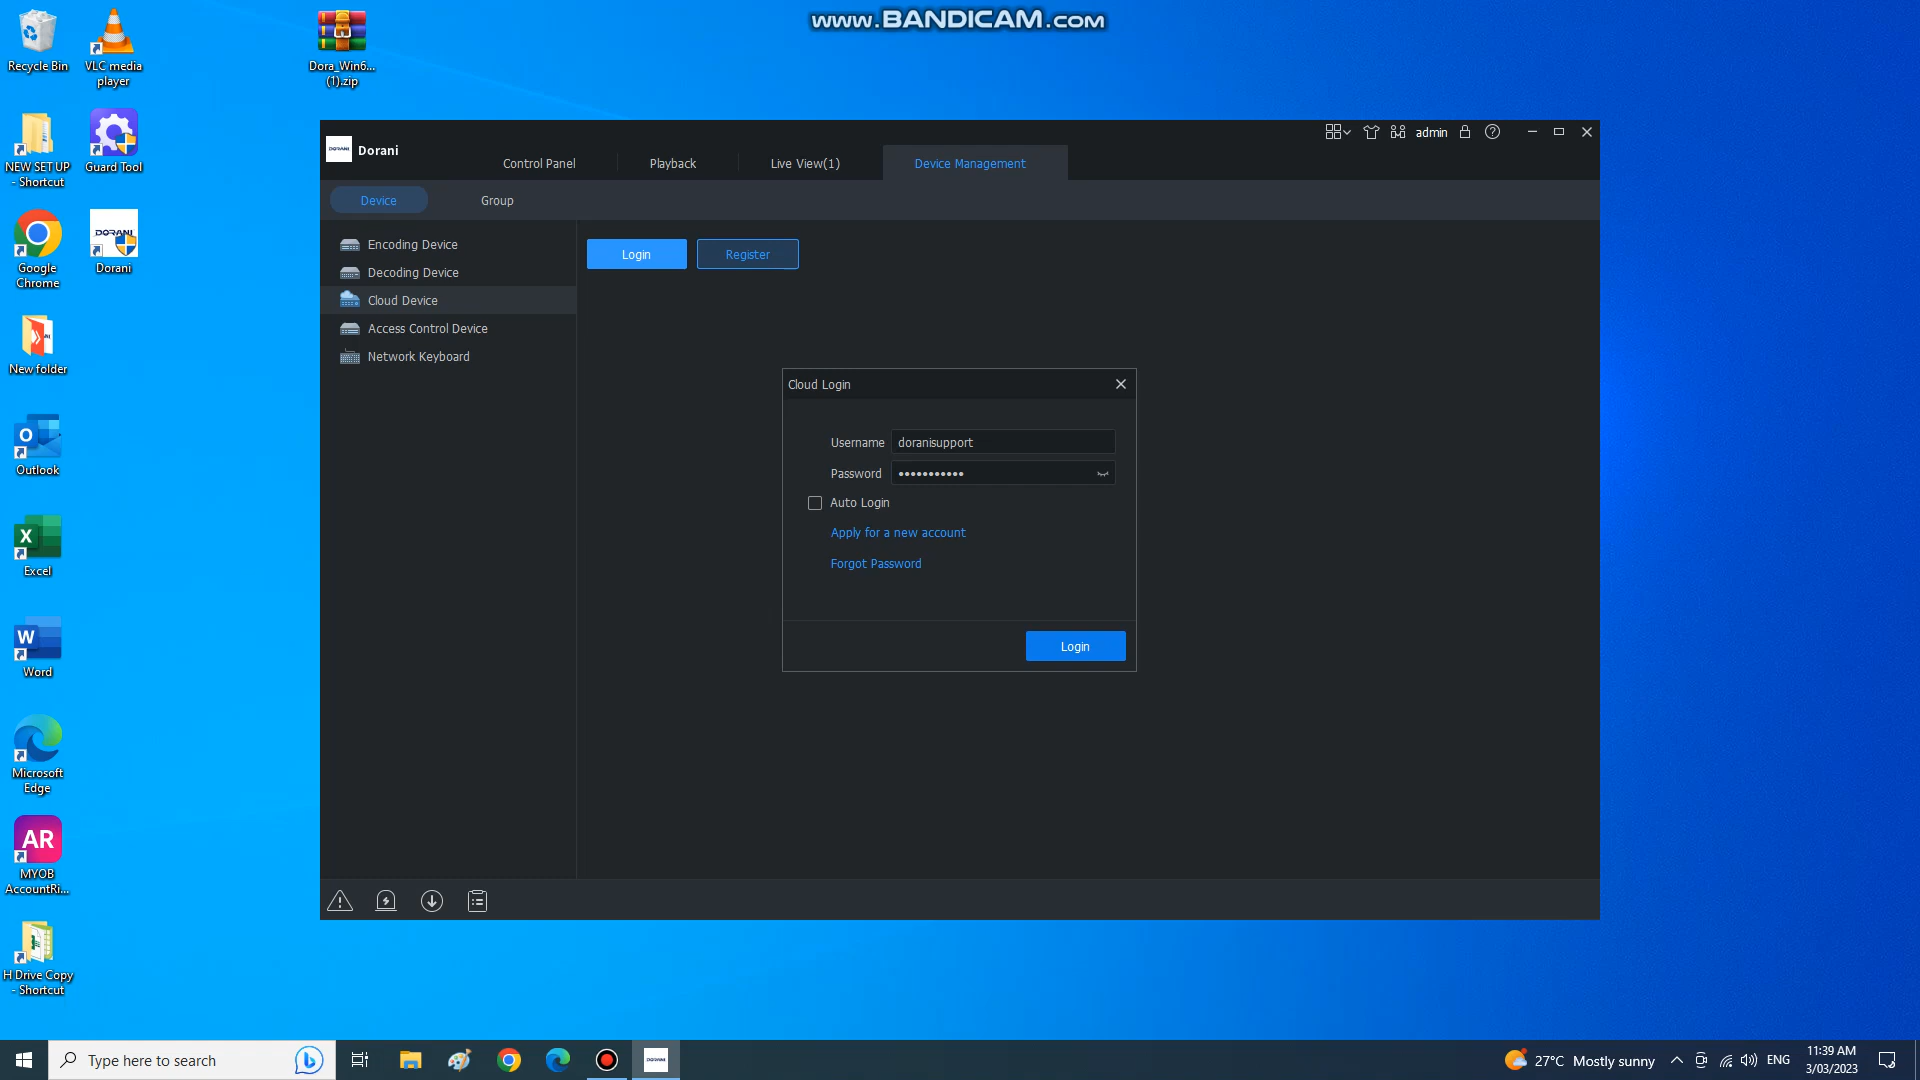 www.BANDICAM.com
Recycle Bin
VLC media
player
Dora_Win6...
(1).zip
NEW SET UP
- Shortcut
Guard Tool
Google
Chrome
DORANI
Dorani
New folder
Outlook
Excel
Word
Microsoft
Edge
AR
MYOB
AccountRi...
H Drive Copy
- Shortcut
DORANI
Dorani
Control Panel
Playback
Live View(1)
Device Management
admin
Device
Group
Encoding Device
Decoding Device
Cloud Device
Access Control Device
Network Keyboard
Login
Register
Cloud Login
Username
doranisupport
Password
•••••••••••
Auto Login
Apply for a new account
Forgot Password
Login
Type here to search
DORANI
27°C Mostly sunny
ENG
11:39 AM
3/03/2023